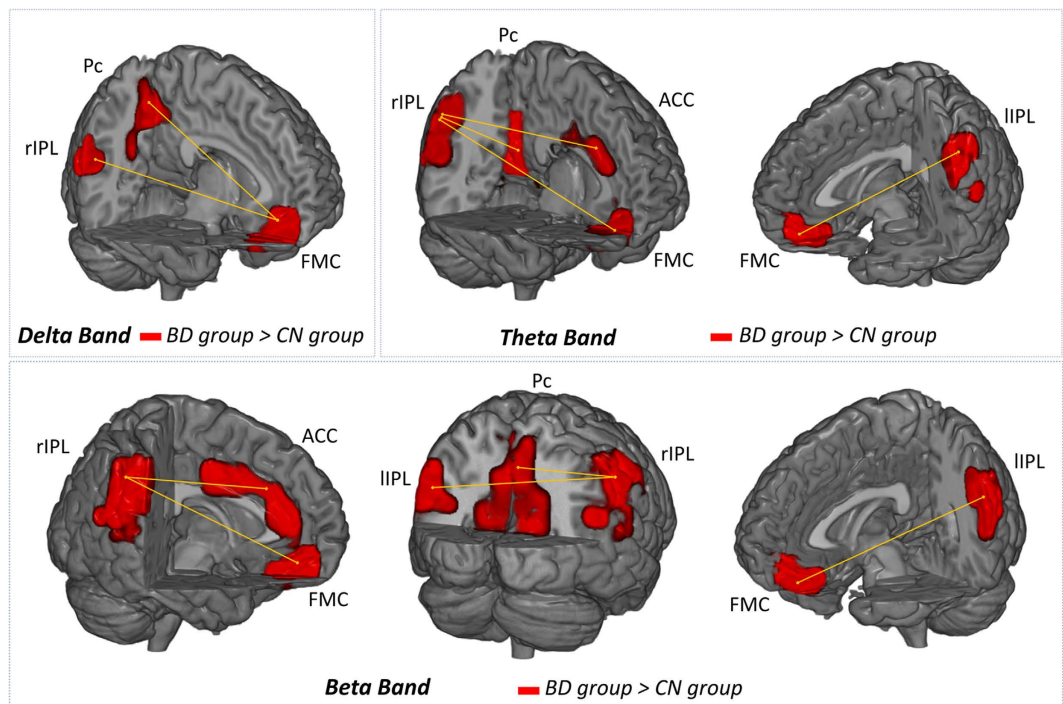 Pc
rIPL
FMC
Delta Band BD group > CN group
Pc
rIPL
ACC
FMC
lIPL
FMC
Theta Band BD group > CN group
rIPL
ACC
FMC
Pc
lIPL
rIPL
lIPL
FMC
Beta Band BD group > CN group